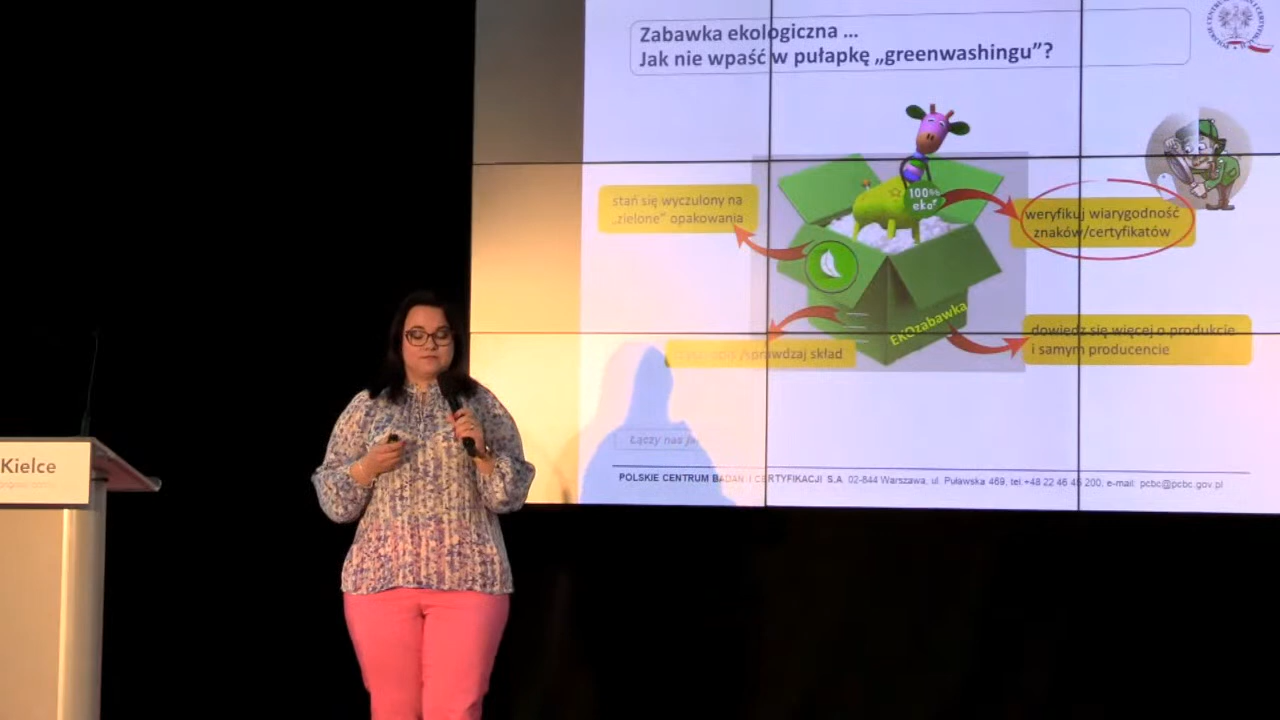 Zabawka ekologiczna ...
Jak nie wpaść w pułapkę „greenwashingu”?
stań się wyczulony na
„zielone” opakowania
100%
eko
weryfikuj wiarygodność
znaków/certyfikatów
EKOzabawka
dowiedz się więcej o produkcie
i samym producencie
sprawdzaj skład
Łączy nas
POLSKIE CENTRUM BADAŃ I CERTYFIKACJI S.A. 02-844 Warszawa, ul. Puławska 469, tel. +48 22 46 45 200, e-mail: pcbc@pcbc.gov.pl
Kielce